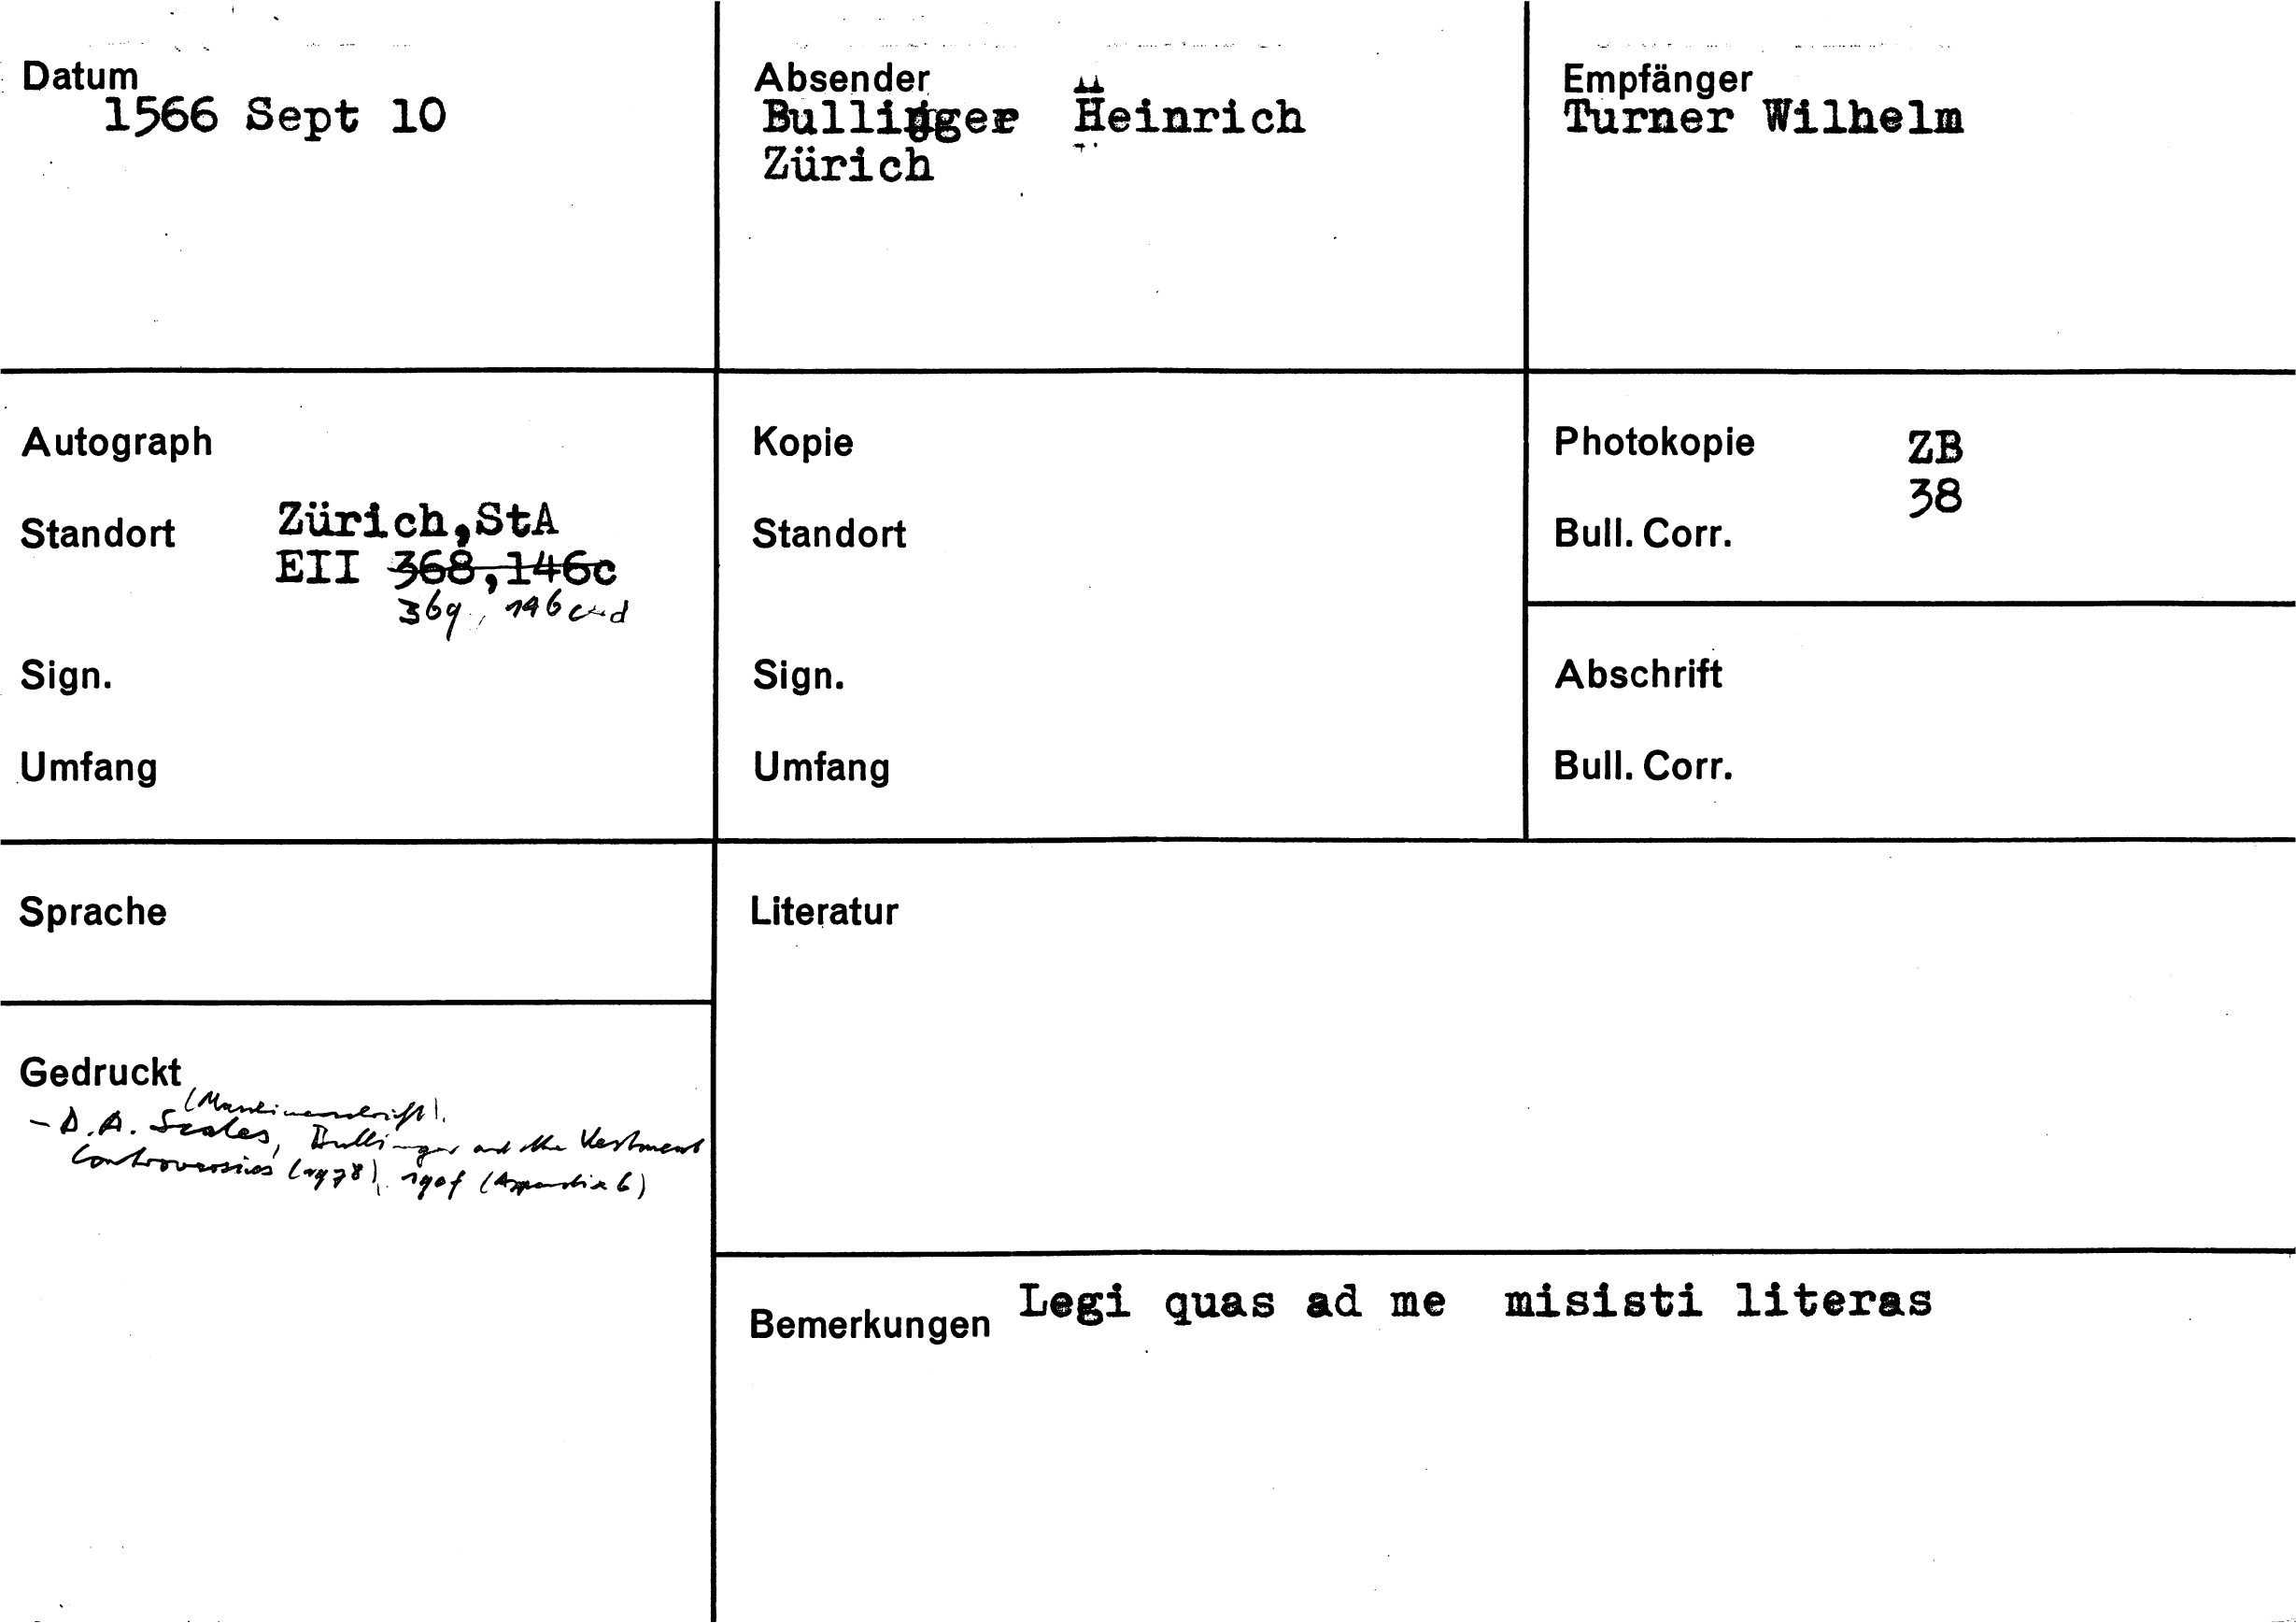 Datum
1566 Sept 10
Absender
Bullinger Heinrich
Zürich
Empfänger
Turner Wilhelm
Autograph
Standort Zürich,StA
EII 368,146c
369, 146c-d
Sign.
Umfang
Kopie
Standort
Sign.
Umfang
Photokopie ZB
38
Bull. Corr.
Abschrift
Bull. Corr.
Sprache
Literatur
Gedruckt
- D. A. Scales, Bullinger and the Vestment
Controversies (1978), 190f (Appendix 6)
Bemerkungen Legi quas ad me misisti literas